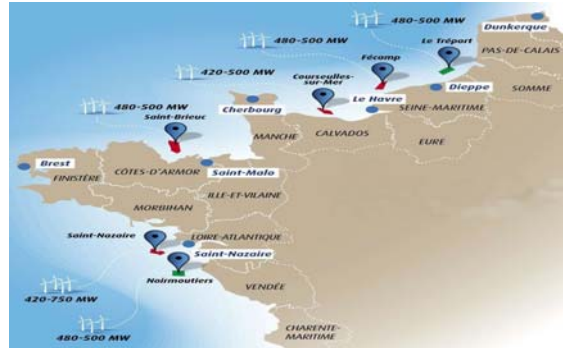 480-500 MW
Dunkerque
480-500 MW
Le Tréport
PAS-DE-CALAIS
Fécamp
420-500 MW
Courseulles-
sur-Mer
Dieppe
SOMME
480-500 MW
Cherbourg
Le Havre
SEINE-MARITIME
Saint-Brieuc
MANCHE
CALVADOS
EURE
Brest
CÔTES-D'ARMOR
Saint-Malo
FINISTÈRE
ILLE-ET-VILAINE
MORBIHAN
Saint-Nazaire
LOIRE-ATLANTIQUE
Saint-Nazaire
Noirmoutiers
420-750 MW
VENDÉE
480-500 MW
CHARENTE-
MARITIME